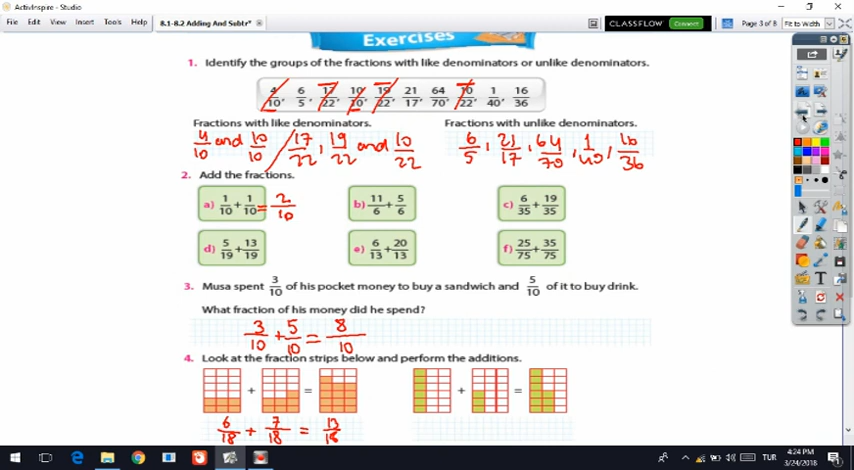 ActivInspire - Studio
File Edit View Insert Tools Help 8.1-8.2 Adding And Subtr* CLASSFLOW Connect Page 3 of 8 Fit to Width
Exercises
1. Identify the groups of the fractions with like denominators or unlike denominators.
4/10, 6/5, 17/22, 10/10, 19/22, 21/17, 64/70, 10/22, 1/40, 16/36
Fractions with like denominators. Fractions with unlike denominators.
4/10 and 10/10 / 17/22, 19/22 and 10/22 6/5, 21/17, 64/70, 1/40, 16/36
2. Add the fractions.
a) 1/10 + 1/10 = 2/10 b) 11/6 + 5/6 c) 6/35 + 19/35
d) 5/19 + 13/19 e) 6/13 + 20/13 f) 25/75 + 35/75
3. Musa spent 3/10 of his pocket money to buy a sandwich and 5/10 of it to buy drink.
What fraction of his money did he spend?
3/10 + 5/10 = 8/10
4. Look at the fraction strips below and perform the additions.
+ = + =
6/18 + 7/18 = 13/18
TUR 4:24 PM
3/24/2018